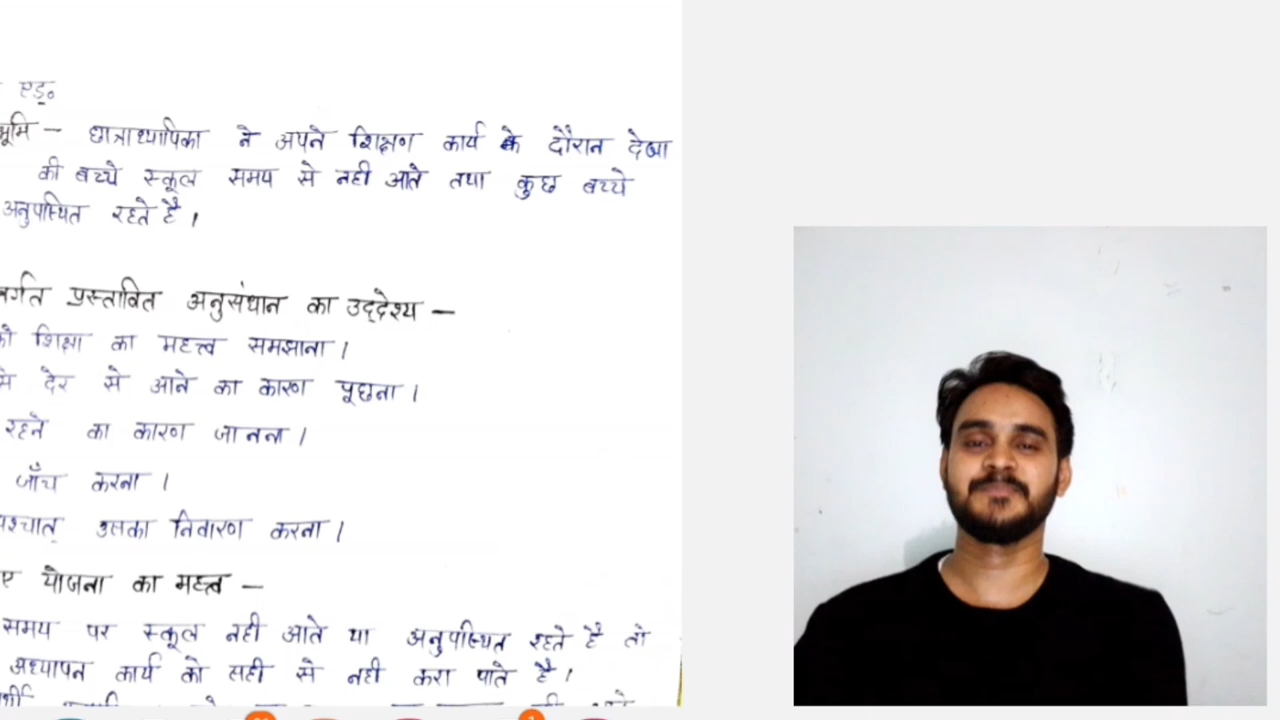 एड॰
भूमि - छात्राध्यापिका ने अपने शिक्षण कार्य के दौरान देखा
की बच्चे स्कूल समय से नही आते तथा कुछ बच्चे
अनुपस्थित रहते है।
र्गत प्रस्तावित अनुसंधान का उद्‌देश्य -
को शिक्षा का महत्त्व समझाना।
से देर से आने का कारण पूछना।
रहने का कारण जानना।
जाँच करना।
पश्चात् उसका निवारण करना।
ए योजना का महत्त्व -
समय पर स्कूल नही आते या अनुपस्थित रहते है तो
अध्यापन कार्य को सही से नही करा पाते है।